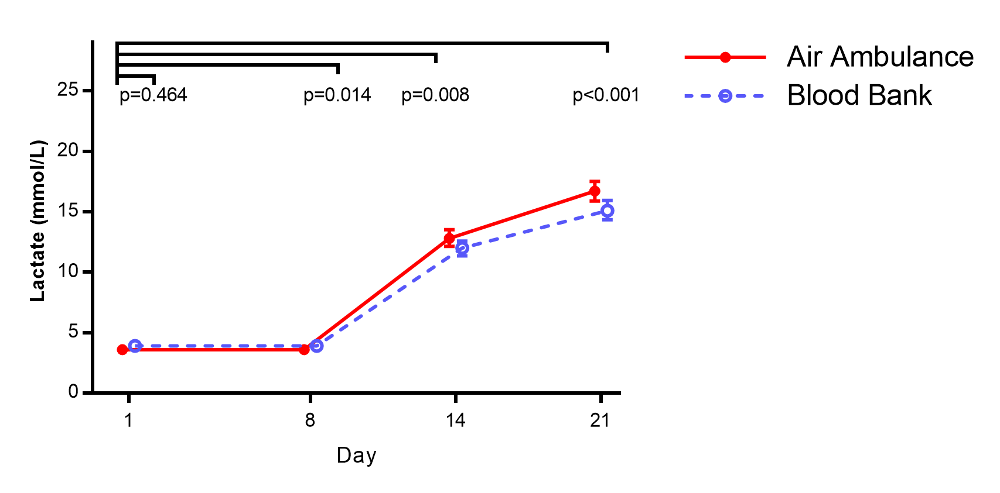 Air Ambulance
Blood Bank
p=0.464
p=0.014
p=0.008
p<0.001
25
20
15
10
5
0
Lactate (mmol/L)
1
8
14
21
Day